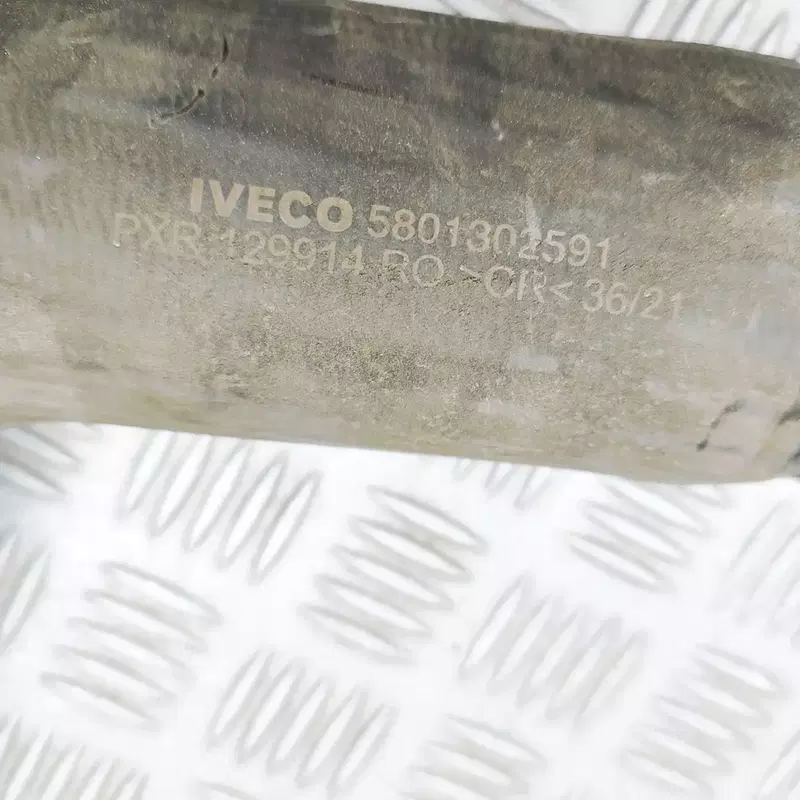 IVECO 5801302591
PXR 129914 RO >CR< 36/21